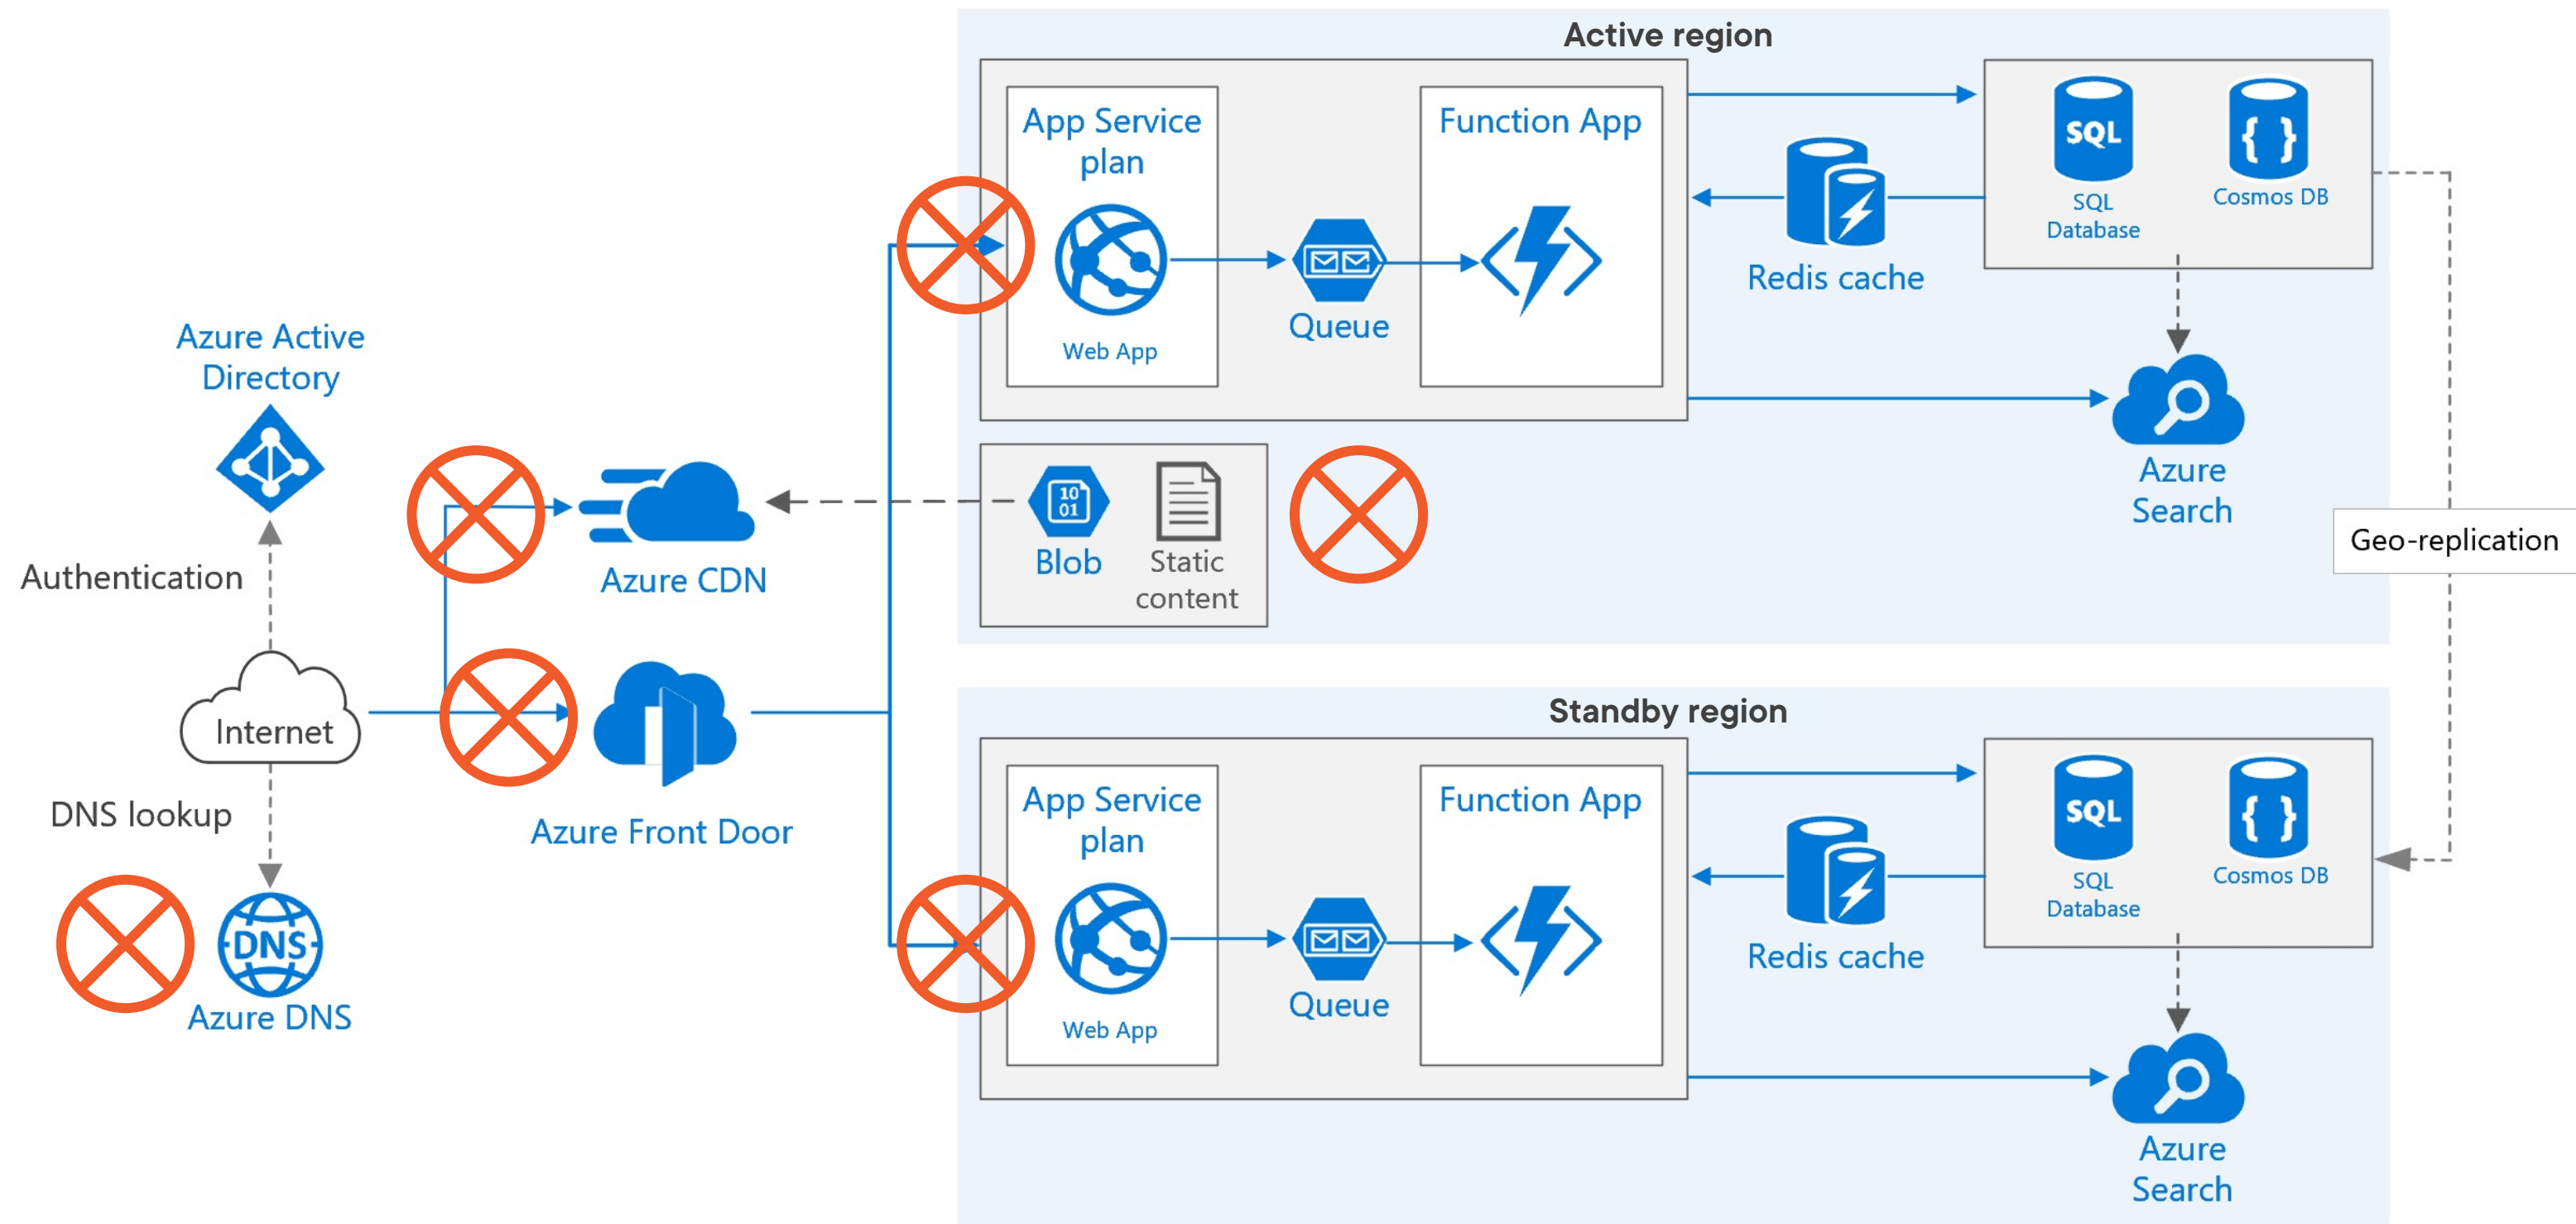 Active region
App Service
plan
Web App
Queue
Function App
Redis cache
SQL
SQL
Database
{ }
Cosmos DB
Azure
Search
Azure Active
Directory
Authentication
Internet
DNS lookup
DNS
Azure DNS
Azure CDN
Azure Front Door
10
01
Blob
Static
content
Geo-replication
Standby region
App Service
plan
Web App
Queue
Function App
Redis cache
SQL
SQL
Database
{ }
Cosmos DB
Azure
Search